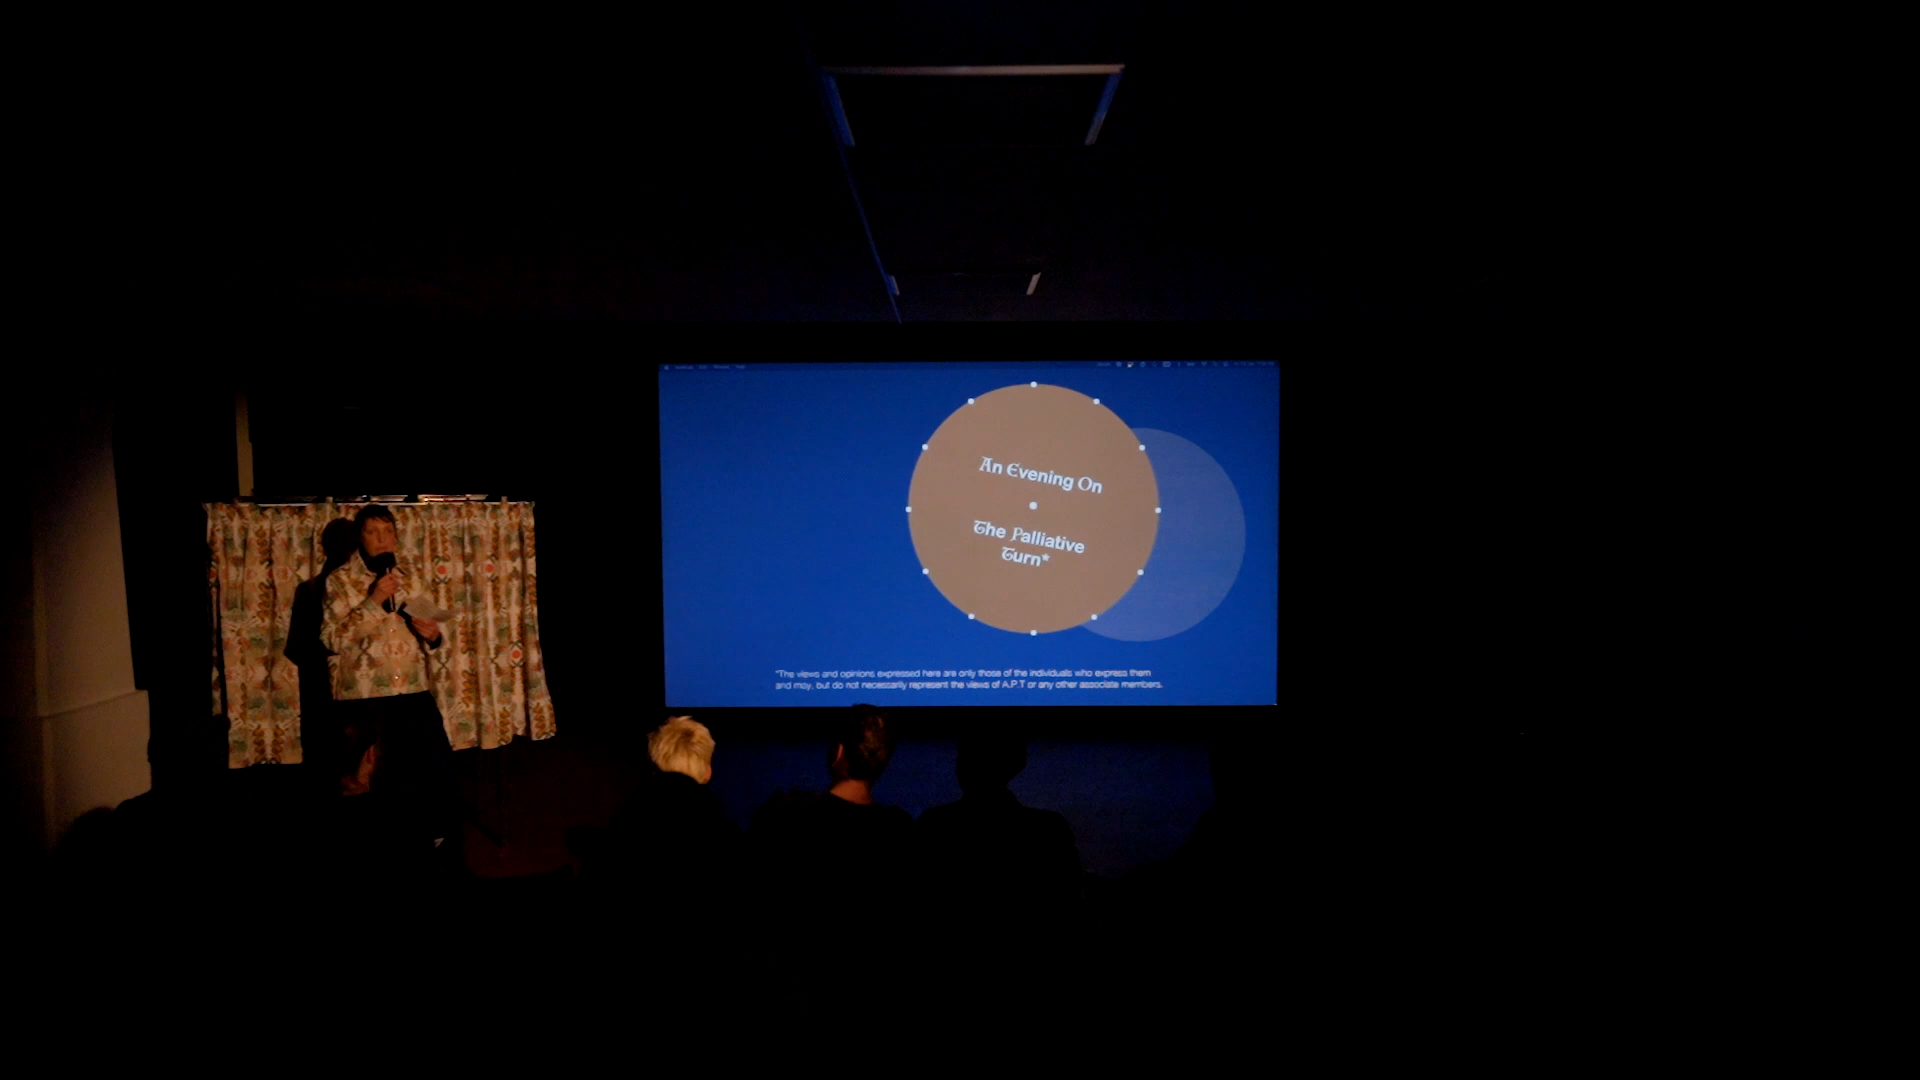 An Evening On
The Palliative
Turn*
*The views and opinions expressed here are only those of the individuals who express them
and may, but do not necessarily represent the views of A.P.T or any other associate members.